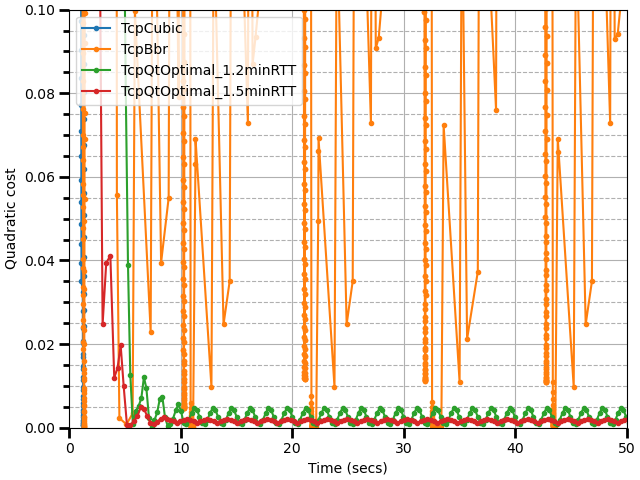 0.10
0.08
0.06
0.04
0.02
0.00
Quadratic cost
TcpCubic
TcpBbr
TcpQtOptimal_1.2minRTT
TcpQtOptimal_1.5minRTT
0 10 20 30 40 50
Time (secs)